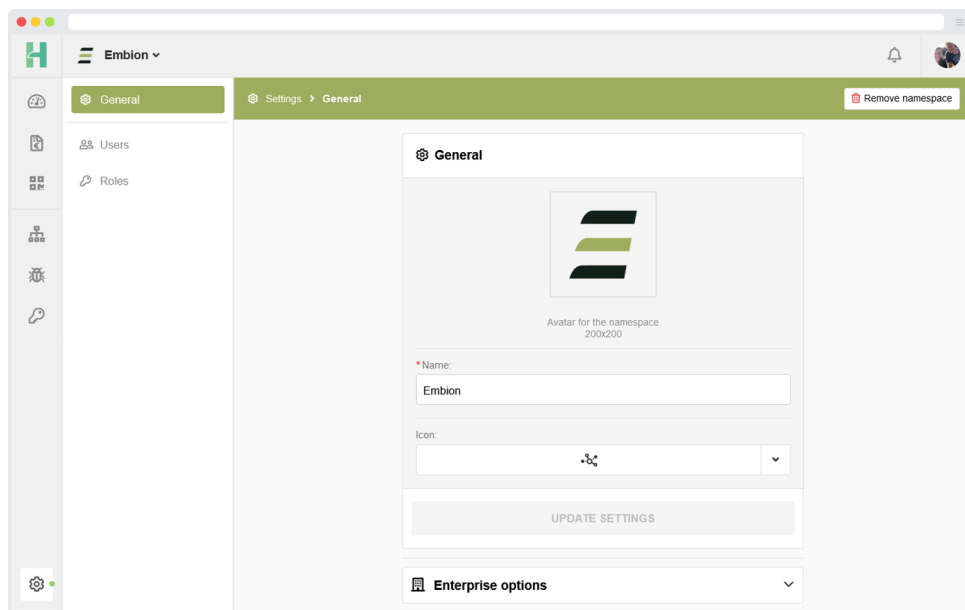 Embion
General
Users
Roles
Settings > General
Remove namespace
General
Avatar for the namespace
200x200
*Name:
Embion
Icon:
UPDATE SETTINGS
Enterprise options